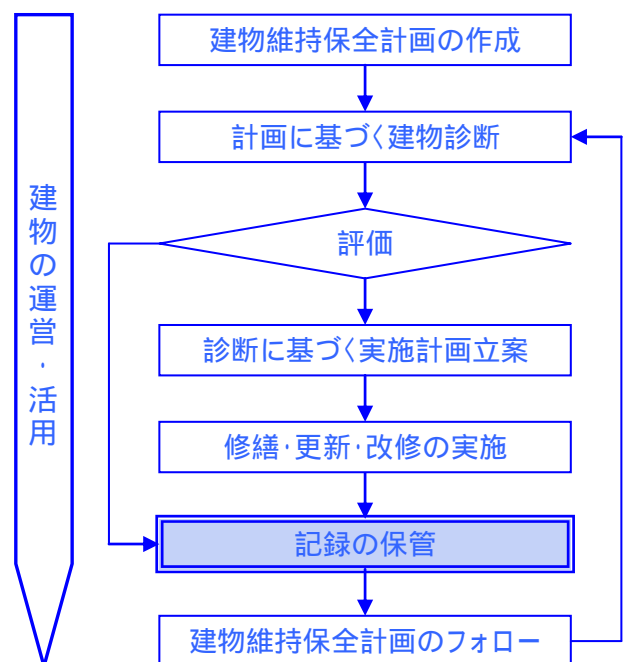 建物の運営・活用
建物維持保全計画の作成
計画に基づく建物診断
評価
診断に基づく実施計画立案
修繕・更新・改修の実施
記録の保管
建物維持保全計画のフォロー